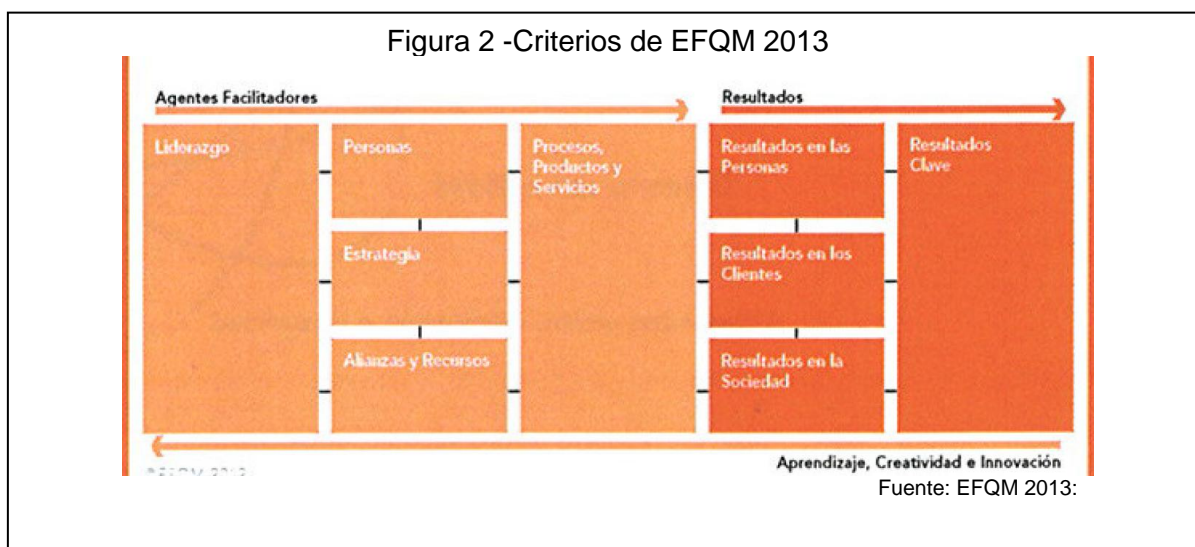 Figura 2 -Criterios de EFQM 2013
Agentes Facilitadores
Resultados
Liderazgo
Personas
Procesos,
Productos y
Servicios
Resultados en las
Personas
Resultados
Clave
Estrategia
Resultados en los
Clientes
Alianzas y Recursos
Resultados en la
Sociedad
Aprendizaje, Creatividad e Innovación
Fuente: EFQM 2013: